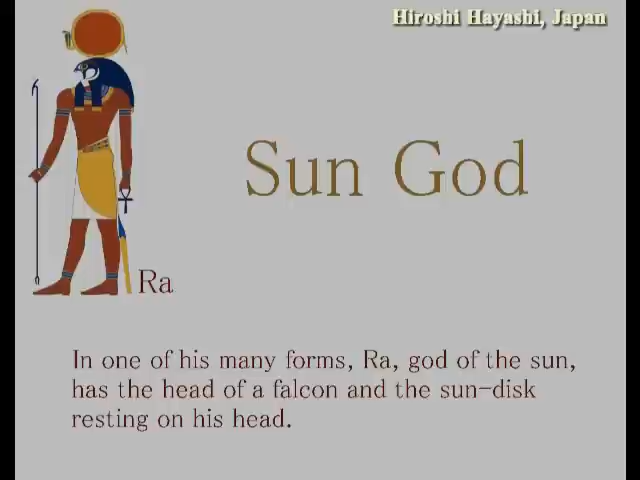 Hiroshi Hayashi, Japan
Sun God
Ra
In one of his many forms, Ra, god of the sun,
has the head of a falcon and the sun-disk
resting on his head.